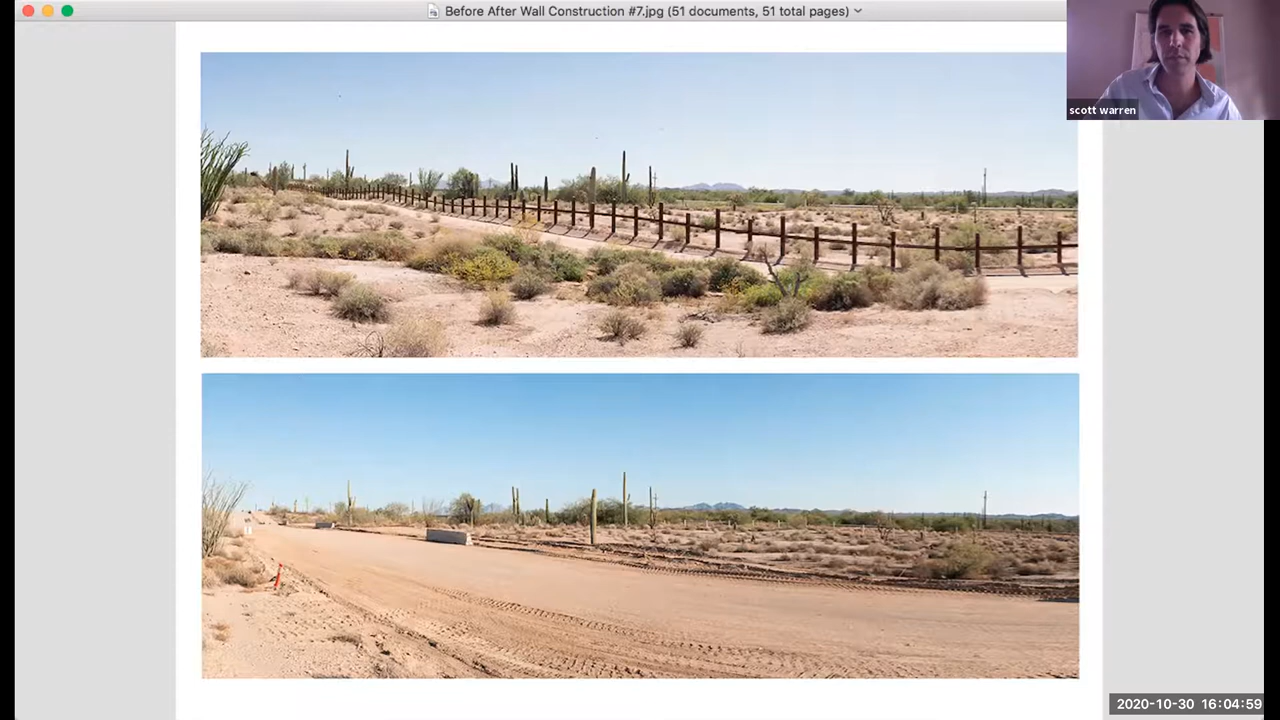 Before After Wall Construction #7.jpg (51 documents, 51 total pages)
scott warren
2020-10-30 16:04:59